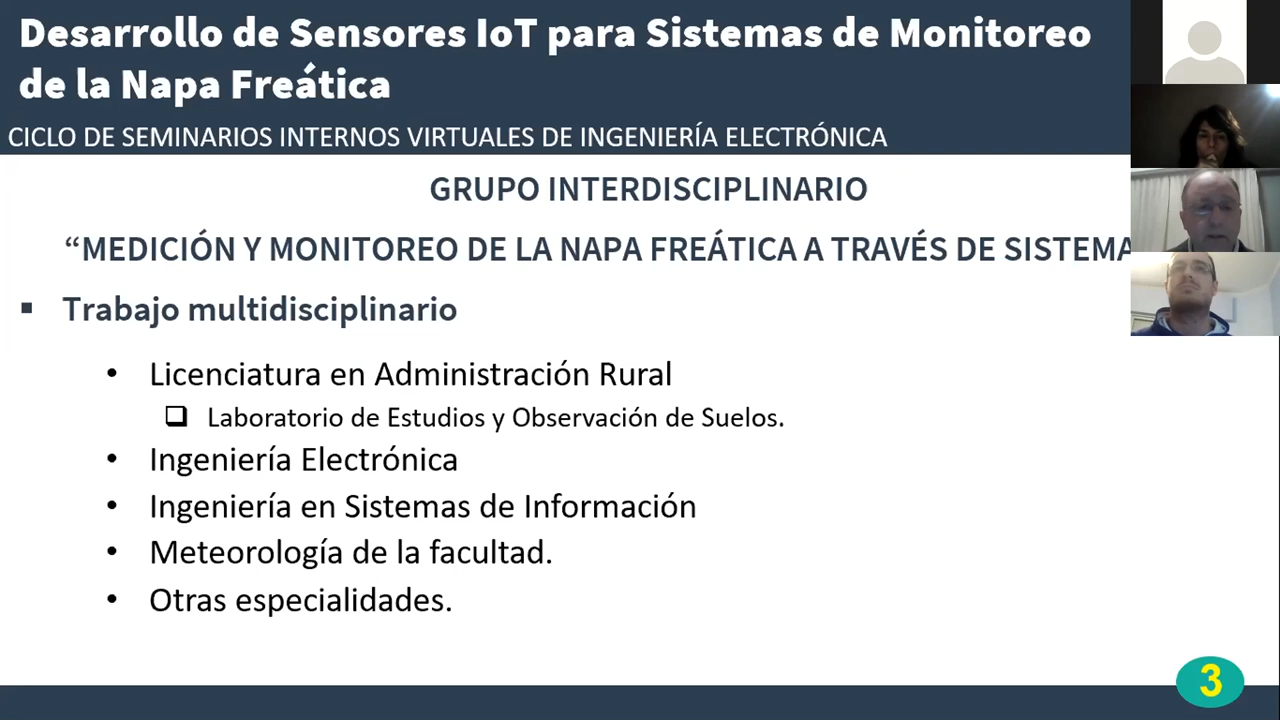 Desarrollo de Sensores IoT para Sistemas de Monitoreo
de la Napa Freática
CICLO DE SEMINARIOS INTERNOS VIRTUALES DE INGENIERÍA ELECTRÓNICA
GRUPO INTERDISCIPLINARIO
“MEDICIÓN Y MONITOREO DE LA NAPA FREÁTICA A TRAVÉS DE SISTEMA
▪ Trabajo multidisciplinario
• Licenciatura en Administración Rural
❑ Laboratorio de Estudios y Observación de Suelos.
• Ingeniería Electrónica
• Ingeniería en Sistemas de Información
• Meteorología de la facultad.
• Otras especialidades.
3